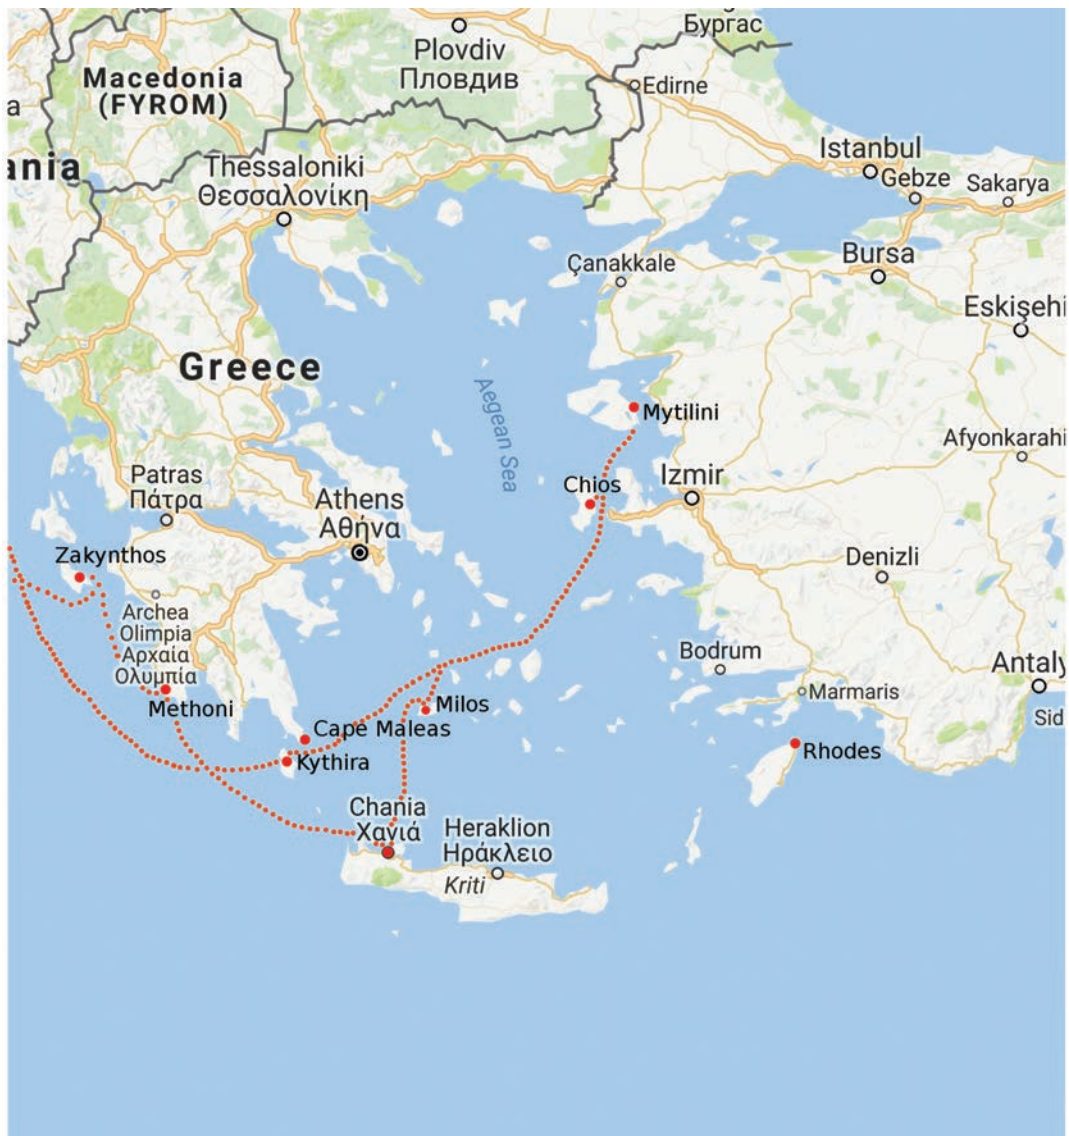 Бургас
Plovdiv
Пловдив
Macedonia
(FYROM)
Edirne
a
ania
Istanbul
Gebze
Sakarya
Thessaloniki
Θεσσαλονίκη
Çanakkale
Bursa
Eskişehi
Greece
Aegean Sea
Mytilini
Afyonkarahi
Patras
Πάτρα
Athens
Αθήνα
Chios
Izmir
Zakynthos
Denizli
Archea
Olimpia
Αρχαία
Ολυμπία
Bodrum
Antaly
Marmaris
Methoni
Milos
Sid
Cape Maleas
Kythira
Rhodes
Chania
Χανιά
Heraklion
Ηράκλειο
Kriti